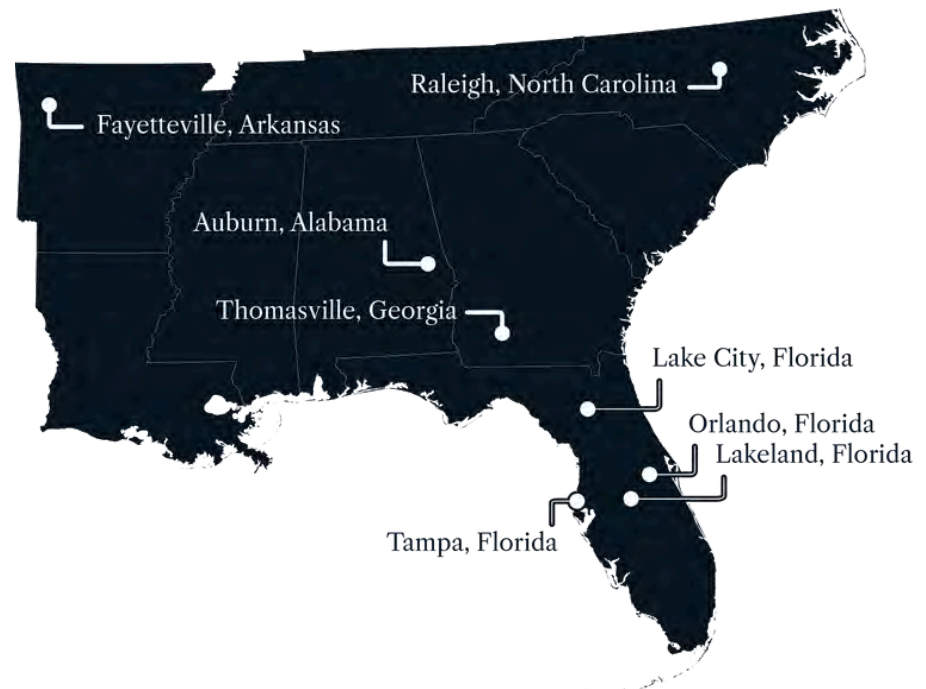 Raleigh, North Carolina
Fayetteville, Arkansas
Auburn, Alabama
Thomasville, Georgia
Lake City, Florida
Orlando, Florida
Lakeland, Florida
Tampa, Florida